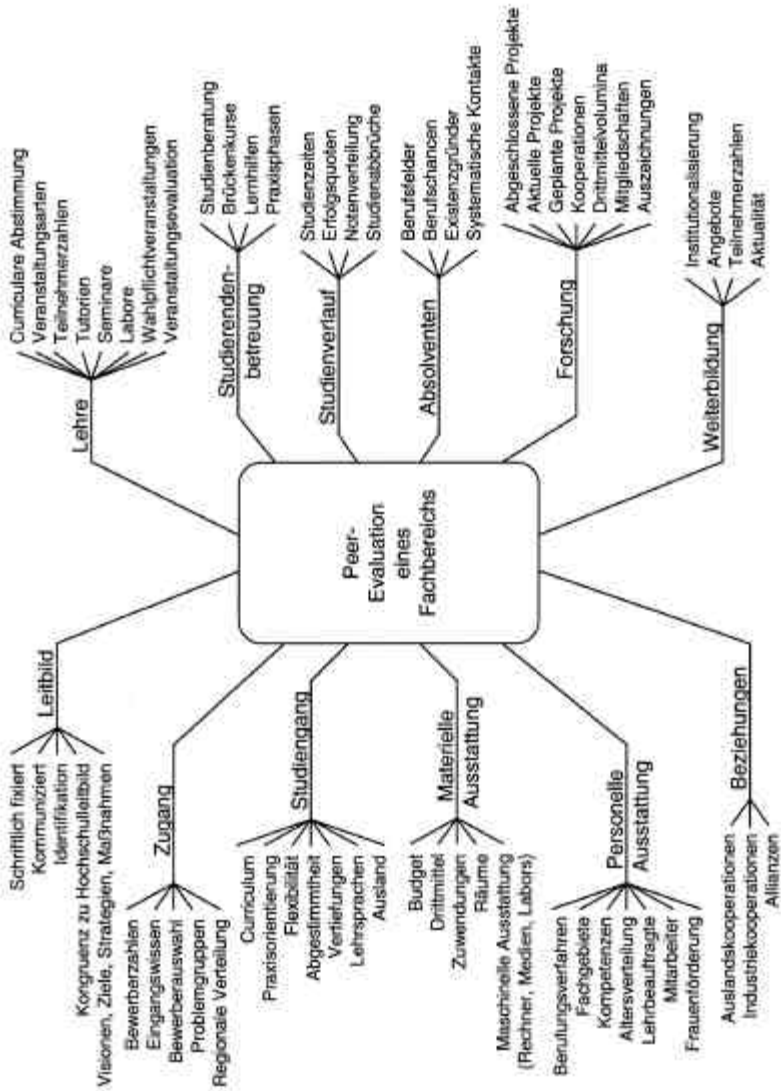 Peer-
Evaluation
eines
Fachbereichs
Leitbild
Schriftlich fixiert
Kommuniziert
Identifikation
Kongruenz zu Hochschulleitbild
Visionen, Ziele, Strategien, Maßnahmen
Zugang
Bewerberzahlen
Eingangswissen
Bewerberauswahl
Problemgruppen
Regionale Verteilung
Studiengang
Curriculum
Praxisorientierung
Flexibilität
Abgestimmtheit
Vertiefungen
Lehrsprachen
Ausland
Materielle
Ausstattung
Budget
Drittmittel
Zuwendungen
Räume
Maschinelle Ausstattung
(Rechner, Medien, Labors)
Personelle
Ausstattung
Berufungsverfahren
Fachgebiete
Kompetenzen
Altersverteilung
Lehrbeauftragte
Mitarbeiter
Frauenförderung
Beziehungen
Auslandskooperationen
Industriekooperationen
Allianzen
Lehre
Curriculare Abstimmung
Veranstaltungsarten
Teilnehmerzahlen
Tutorien
Seminare
Labore
Wahlpflichtveranstaltungen
Veranstaltungsevaluation
Studierenden-
betreuung
Studienberatung
Brückenkurse
Lernhilfen
Praxisphasen
Studienverlauf
Studienzeiten
Erfolgsquoten
Notenverteilung
Studienabbrüche
Absolventen
Berufsfelder
Berufschancen
Existenzgründer
Systematische Kontakte
Forschung
Abgeschlossene Projekte
Aktuelle Projekte
Geplante Projekte
Kooperationen
Drittmittelvolumina
Mitgliedschaften
Auszeichnungen
Weiterbildung
Institutionalisierung
Angebote
Teilnehmerzahlen
Aktualität